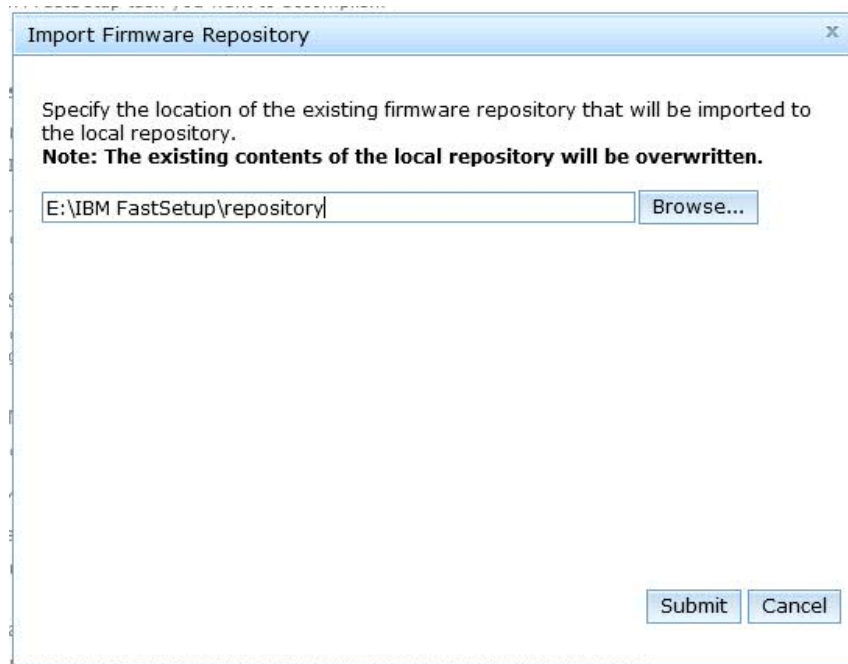 Import Firmware Repository
x
Specify the location of the existing firmware repository that will be imported to
the local repository.
Note: The existing contents of the local repository will be overwritten.
E:\IBM FastSetup\repository
Browse...
Submit
Cancel